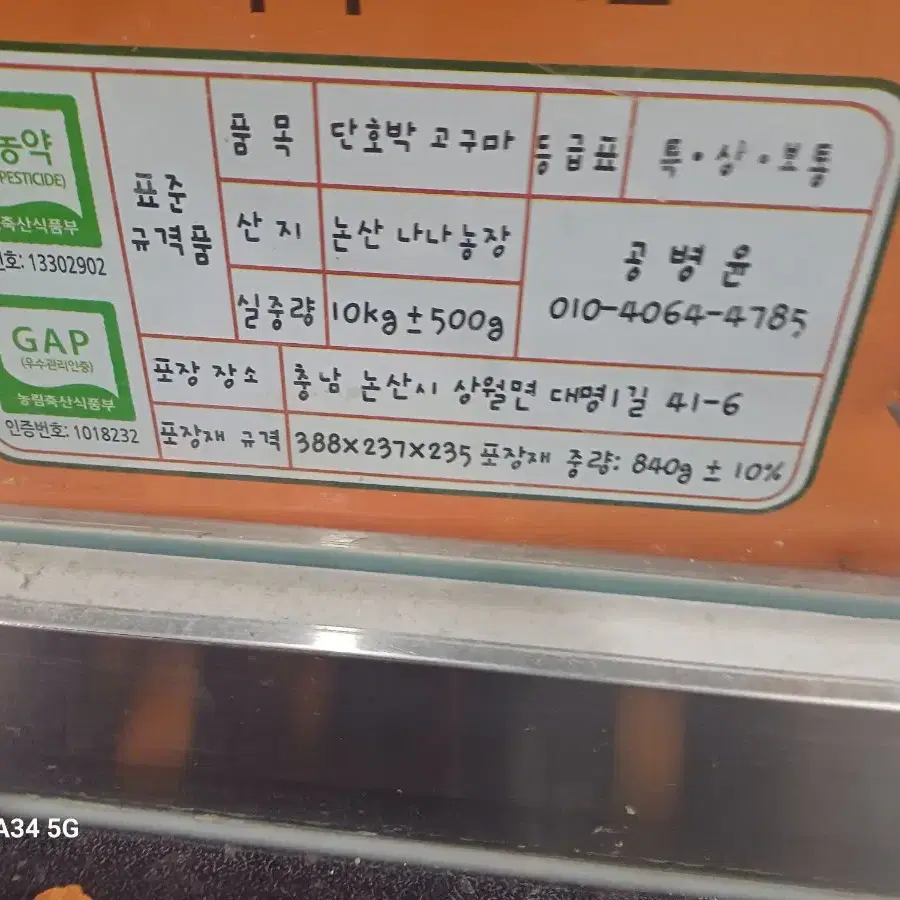 농약
PESTICIDE)
축산식품부
호: 13302902
GAP
(우수관리인증)
농림축산식품부
인증번호: 1018232
표준
규격품
품 목
단호박 고구마
등급표
특·상·보통
산 지
논산 나나농장
공 병 윤
010-4064-4785
실중량
10kg ± 500g
포장 장소
충남 논산시 상월면 대명1길 41-6
포장재 규격
388×237×235 포장재 중량: 840g ± 10%
A34 5G